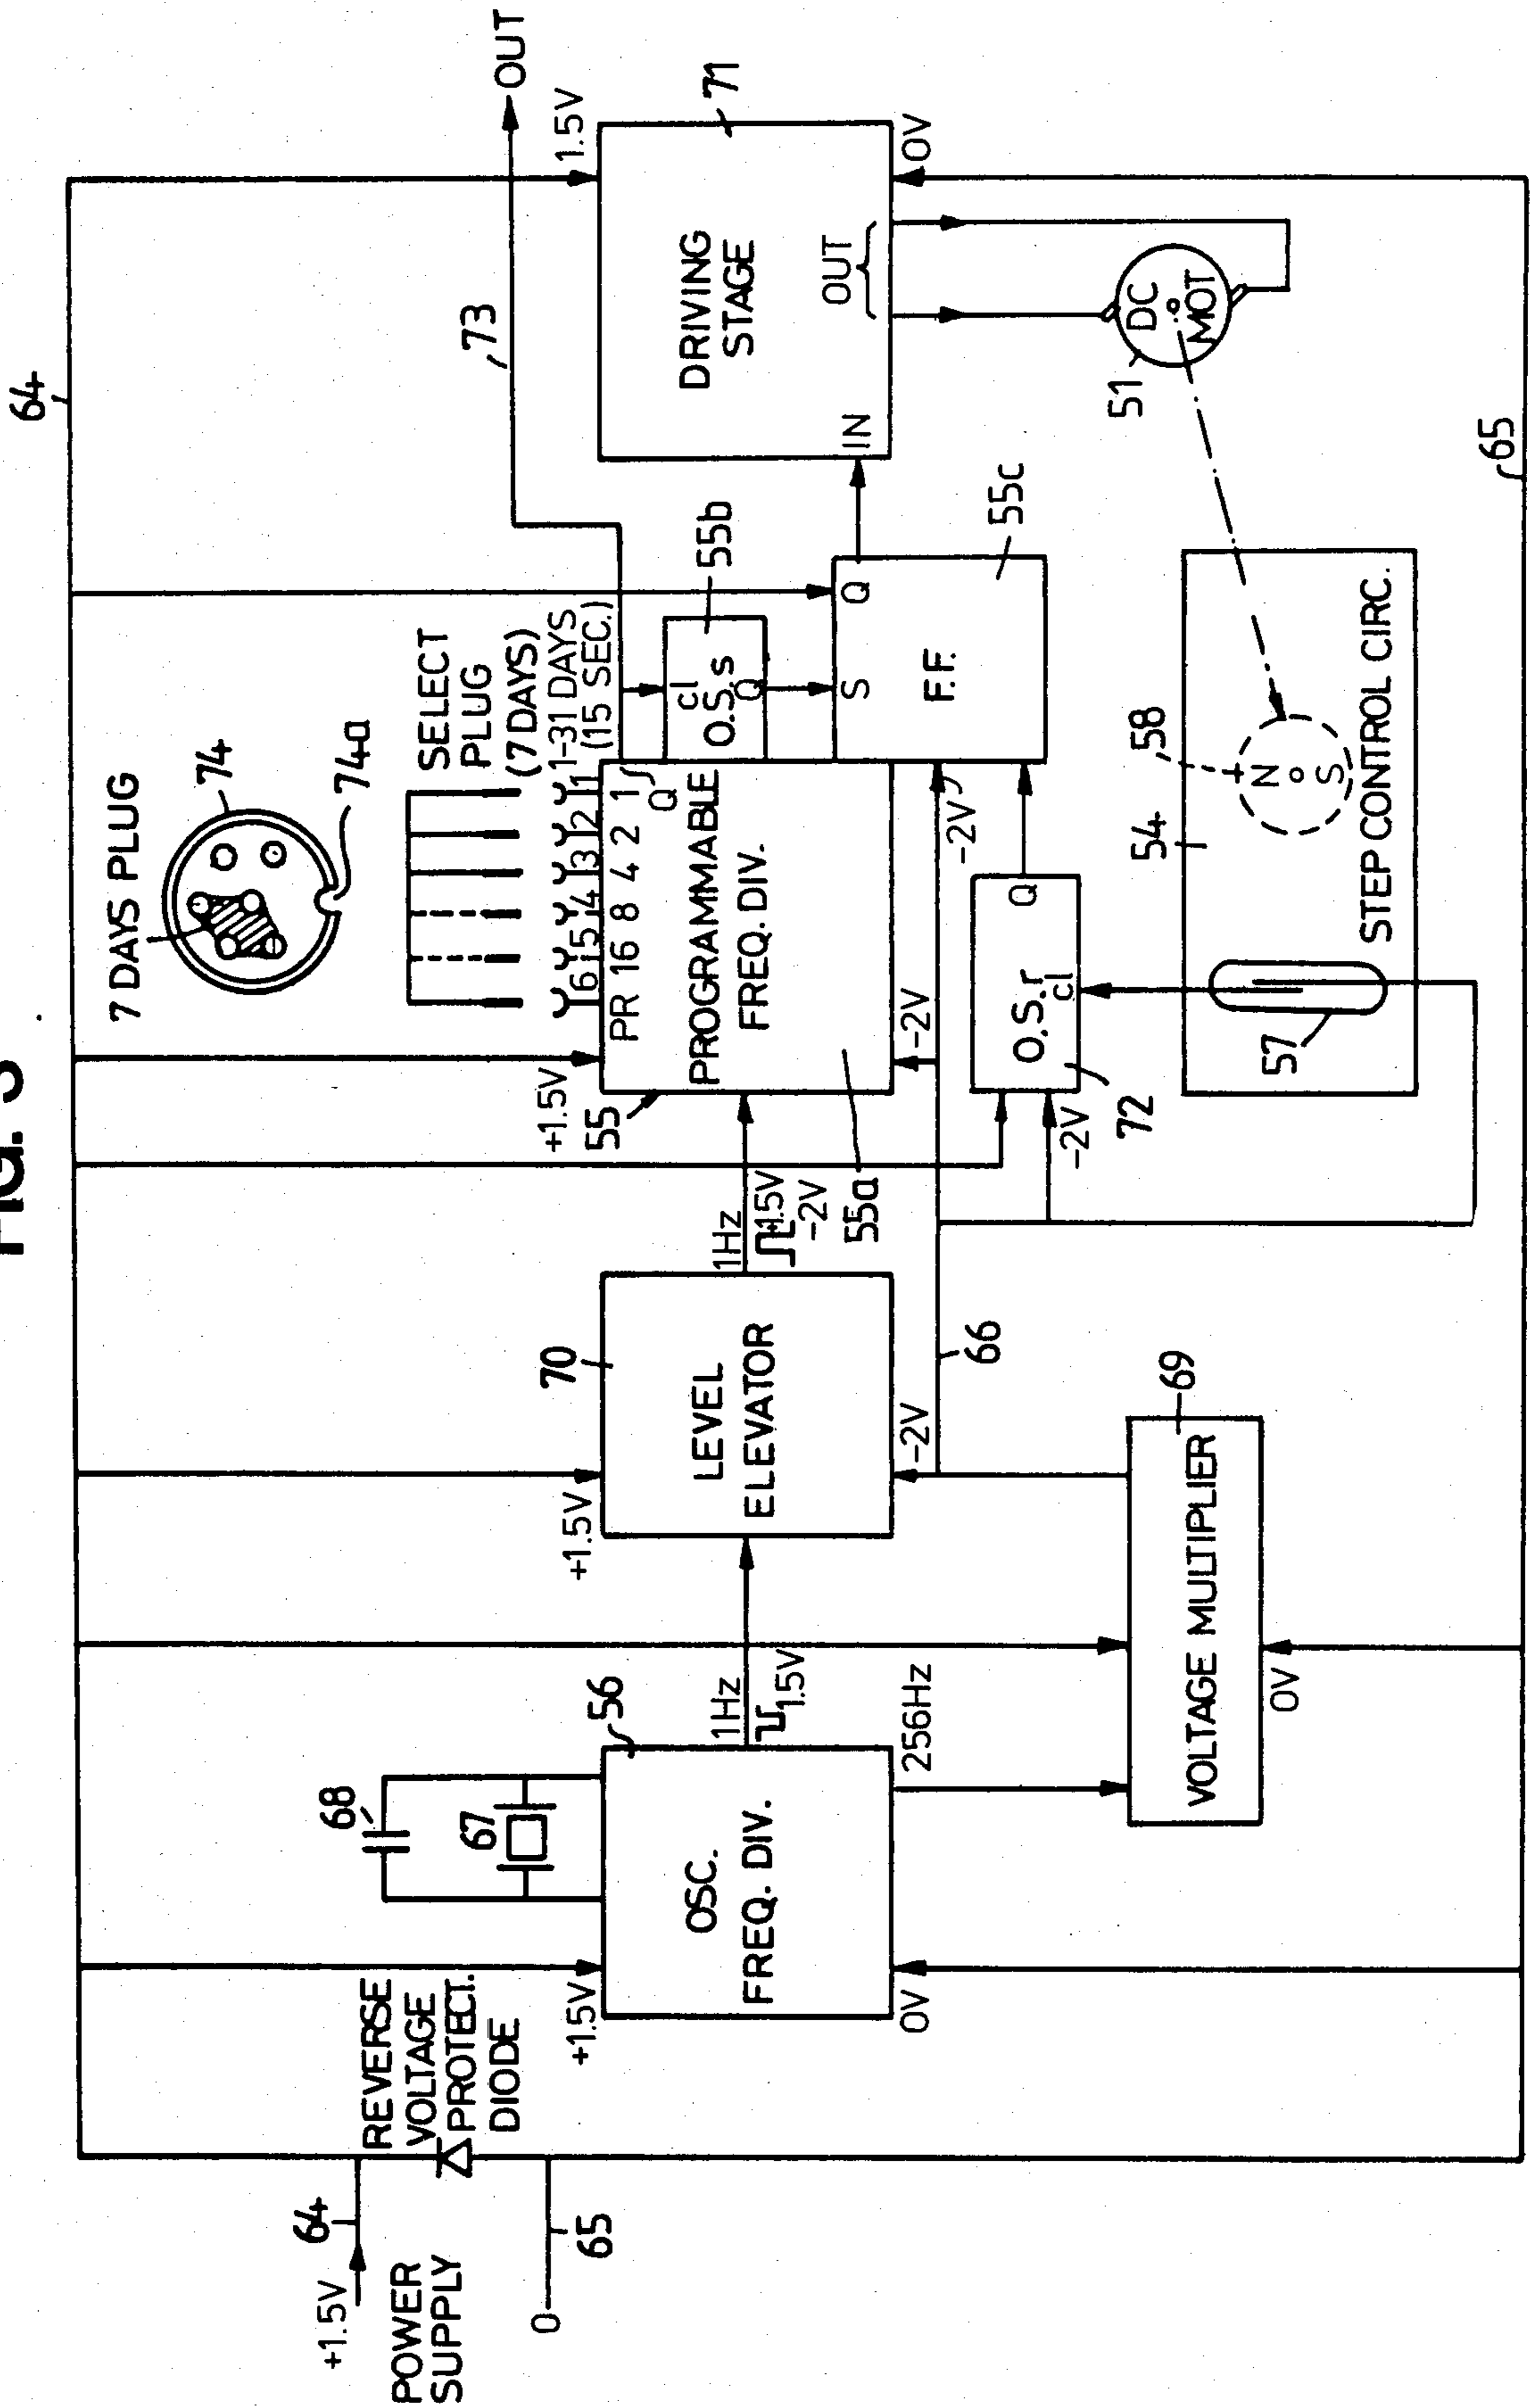 FIG. 5
64
+1.5V
64
POWER
SUPPLY
0
65
REVERSE
VOLTAGE
PROTECT.
DIODE
68
67
56
+1.5V
OSC.
FREQ. DIV.
0V
1Hz
1.5V
256Hz
70
+1.5V
LEVEL
ELEVATOR
-2V
1Hz
+1.5V
-2V
66
69
VOLTAGE MULTIPLIER
0V
7 DAYS PLUG
74
74a
SELECT
PLUG
(7 DAYS)
1-31 DAYS
(15 SEC.)
6 5 4 3 2 1
PR 16 8 4 2 1
Q
+1.5V
55
PROGRAMMABLE
FREQ. DIV.
55a
-2V
cl
O.S.s
Q
55b
S
Q
F.F.
55c
-2V
O.S.r
cl
Q
-2V
72
73
OUT
1.5V
71
DRIVING
STAGE
IN
OUT
0V
DC
MOT
51
54
58
N
S
57
STEP CONTROL CIRC.
65